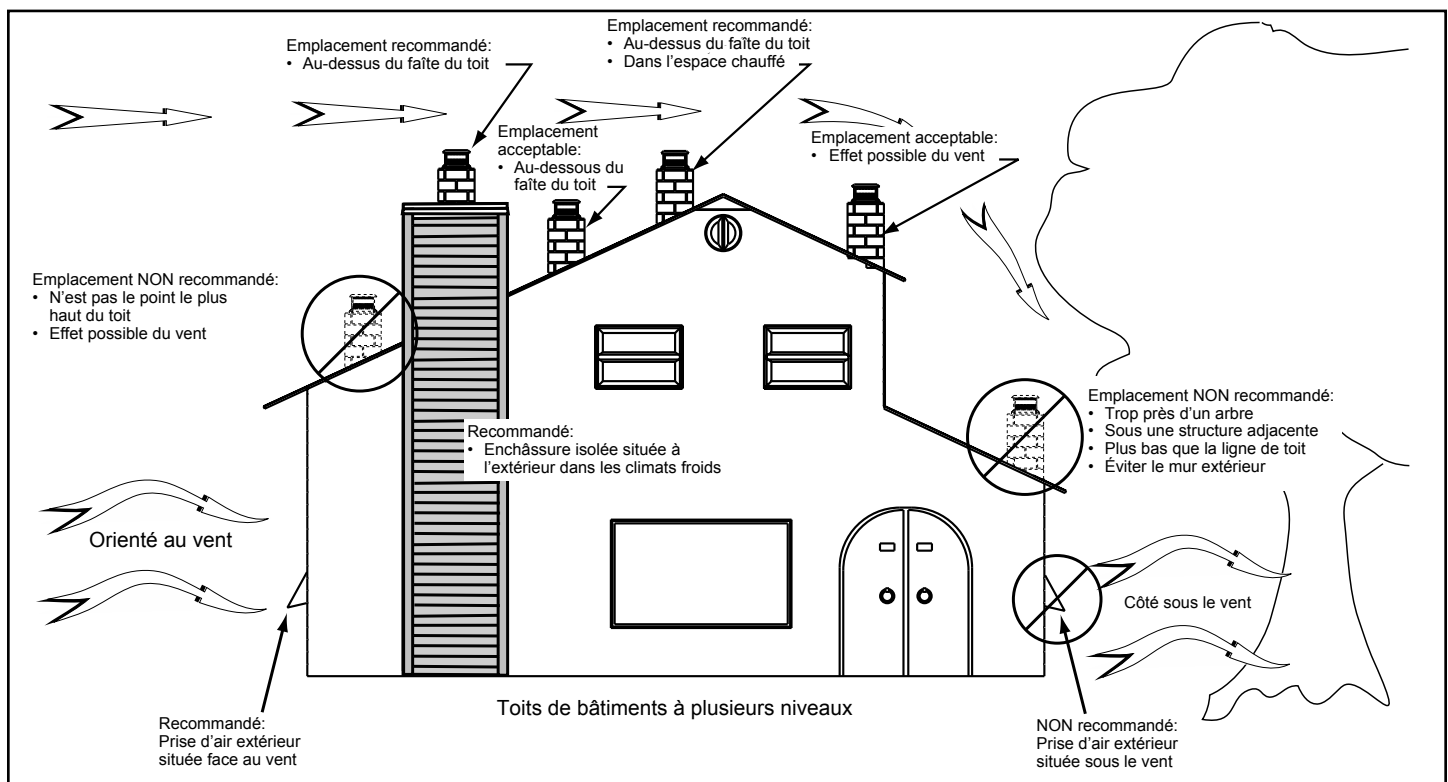 Emplacement recommandé:
• Au-dessus du faîte du toit
Emplacement recommandé:
• Au-dessus du faîte du toit
• Dans l'espace chauffé
Emplacement
acceptable:
• Au-dessous du
faîte du toit
Emplacement acceptable:
• Effet possible du vent
Emplacement NON recommandé:
• N'est pas le point le plus
haut du toit
• Effet possible du vent
Recommandé:
• Enchâssure isolée située à
l'extérieur dans les climats froids
Emplacement NON recommandé:
• Trop près d'un arbre
• Sous une structure adjacente
• Plus bas que la ligne de toit
• Éviter le mur extérieur
Orienté au vent
Côté sous le vent
Toits de bâtiments à plusieurs niveaux
Recommandé:
Prise d'air extérieur
située face au vent
NON recommandé:
Prise d'air extérieur
située sous le vent